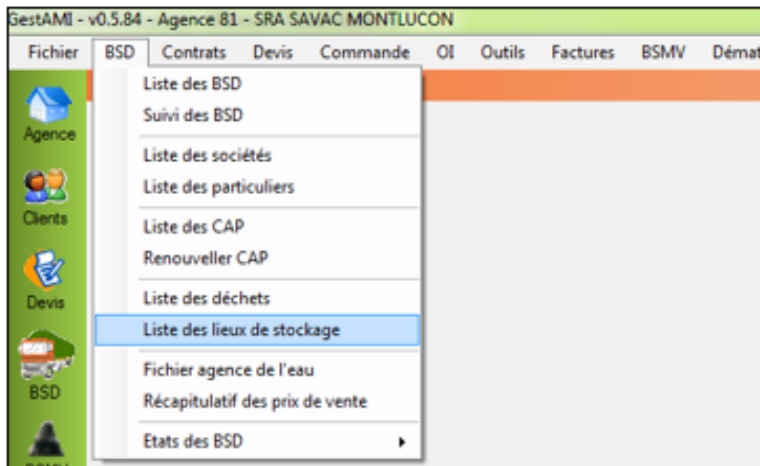 GestAMI - v0.5.84 - Agence 81 - SRA SAVAC MONTLUCON
Fichier BSD Contrats Devis Commande OI Outils Factures BSMV Démat
Liste des BSD
Suivi des BSD
Agence
Liste des sociétés
Liste des particuliers
Clients
Liste des CAP
Renouveller CAP
Devis
Liste des déchets
Liste des lieux de stockage
Fichier agence de l'eau
BSD
Récapitulatif des prix de vente
Etats des BSD